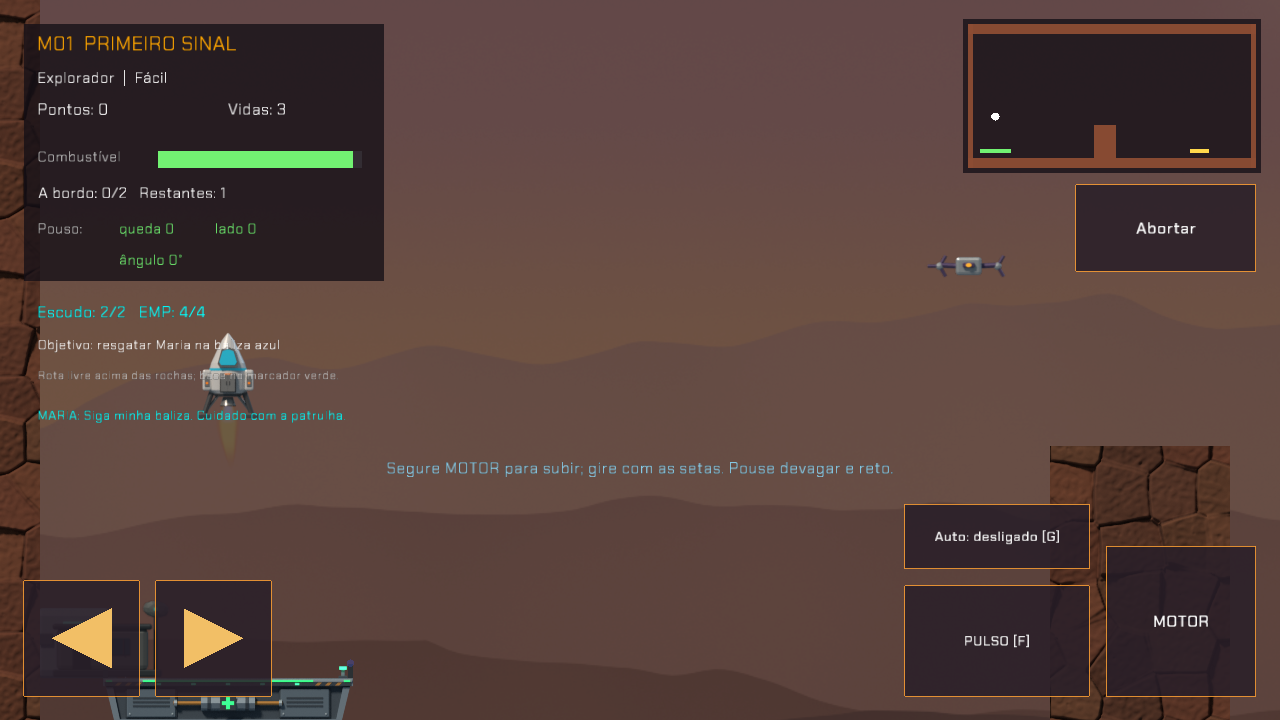 M01 PRIMEIRO SINAL
Explorador | Fácil
Pontos: 0 Vidas: 3
Combustível
A bordo: 0/2 Restantes: 1
Pouso: queda 0 lado 0
ângulo 0°
Abortar
Escudo: 2/2 EMP: 4/4
Objetivo: resgatar Maria na baliza azul
Rota livre acima das rochas; no marcador verde
MARIA: Siga minha baliza. Cuidado com a patrulha.
Segure MOTOR para subir; gire com as setas. Pouse devagar e reto.
Auto: desligado [G]
PULSO [F]
MOTOR